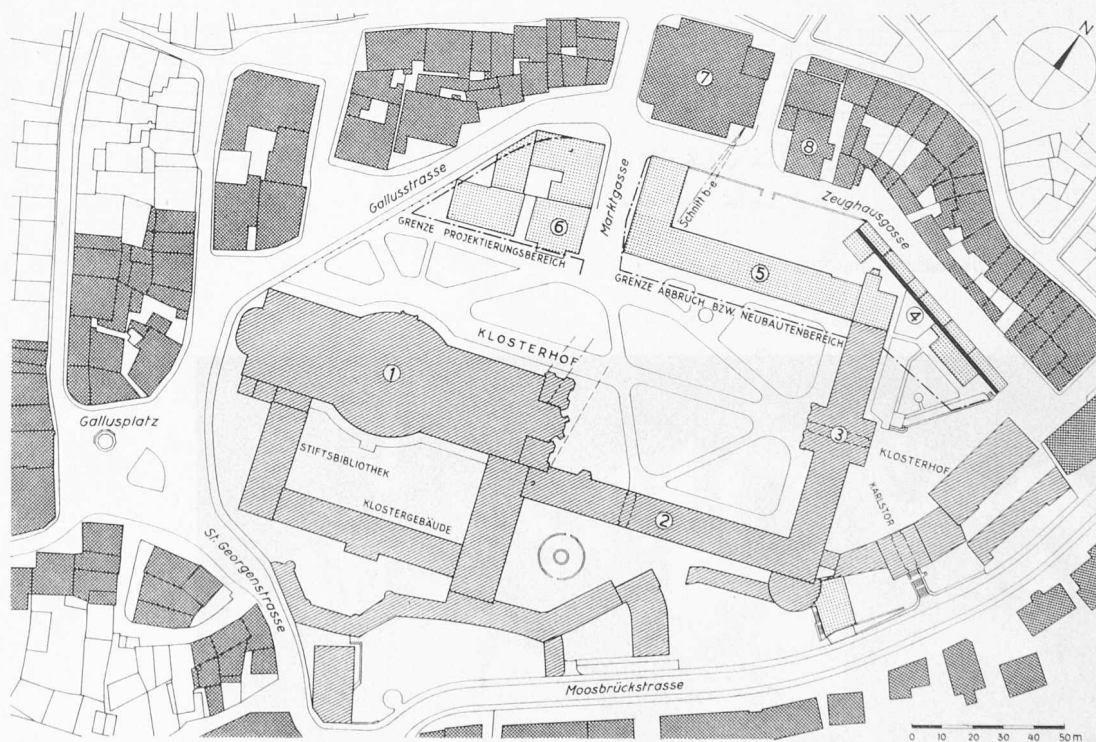 N
7
8
Gallusstrasse
Marktgasse
Schnitt b-e
Zeughausgasse
6
GRENZE PROJEKTIERUNGSBEREICH
5
GRENZE ABBRUCH BZW. NEUBAUTENBEREICH
4
KLOSTERHOF
1
Gallusplatz
3
STIFTSBIBLIOTHEK
KLOSTERHOF
KLOSTERGEBÄUDE
2
KARLSTOR
St. Georgenstrasse
Moosbrückstrasse
0 10 20 30 40 50 m